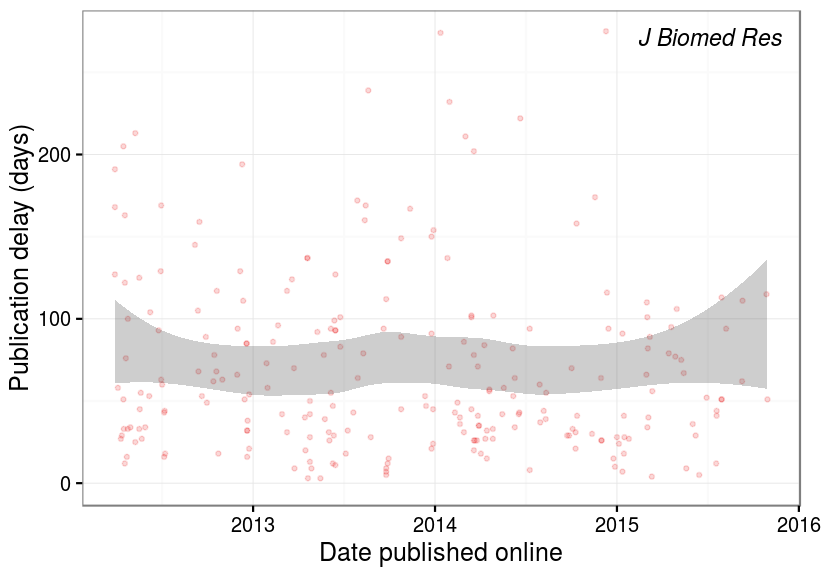 J Biomed Res
Publication delay (days)
200
100
0
2013
2014
2015
2016
Date published online